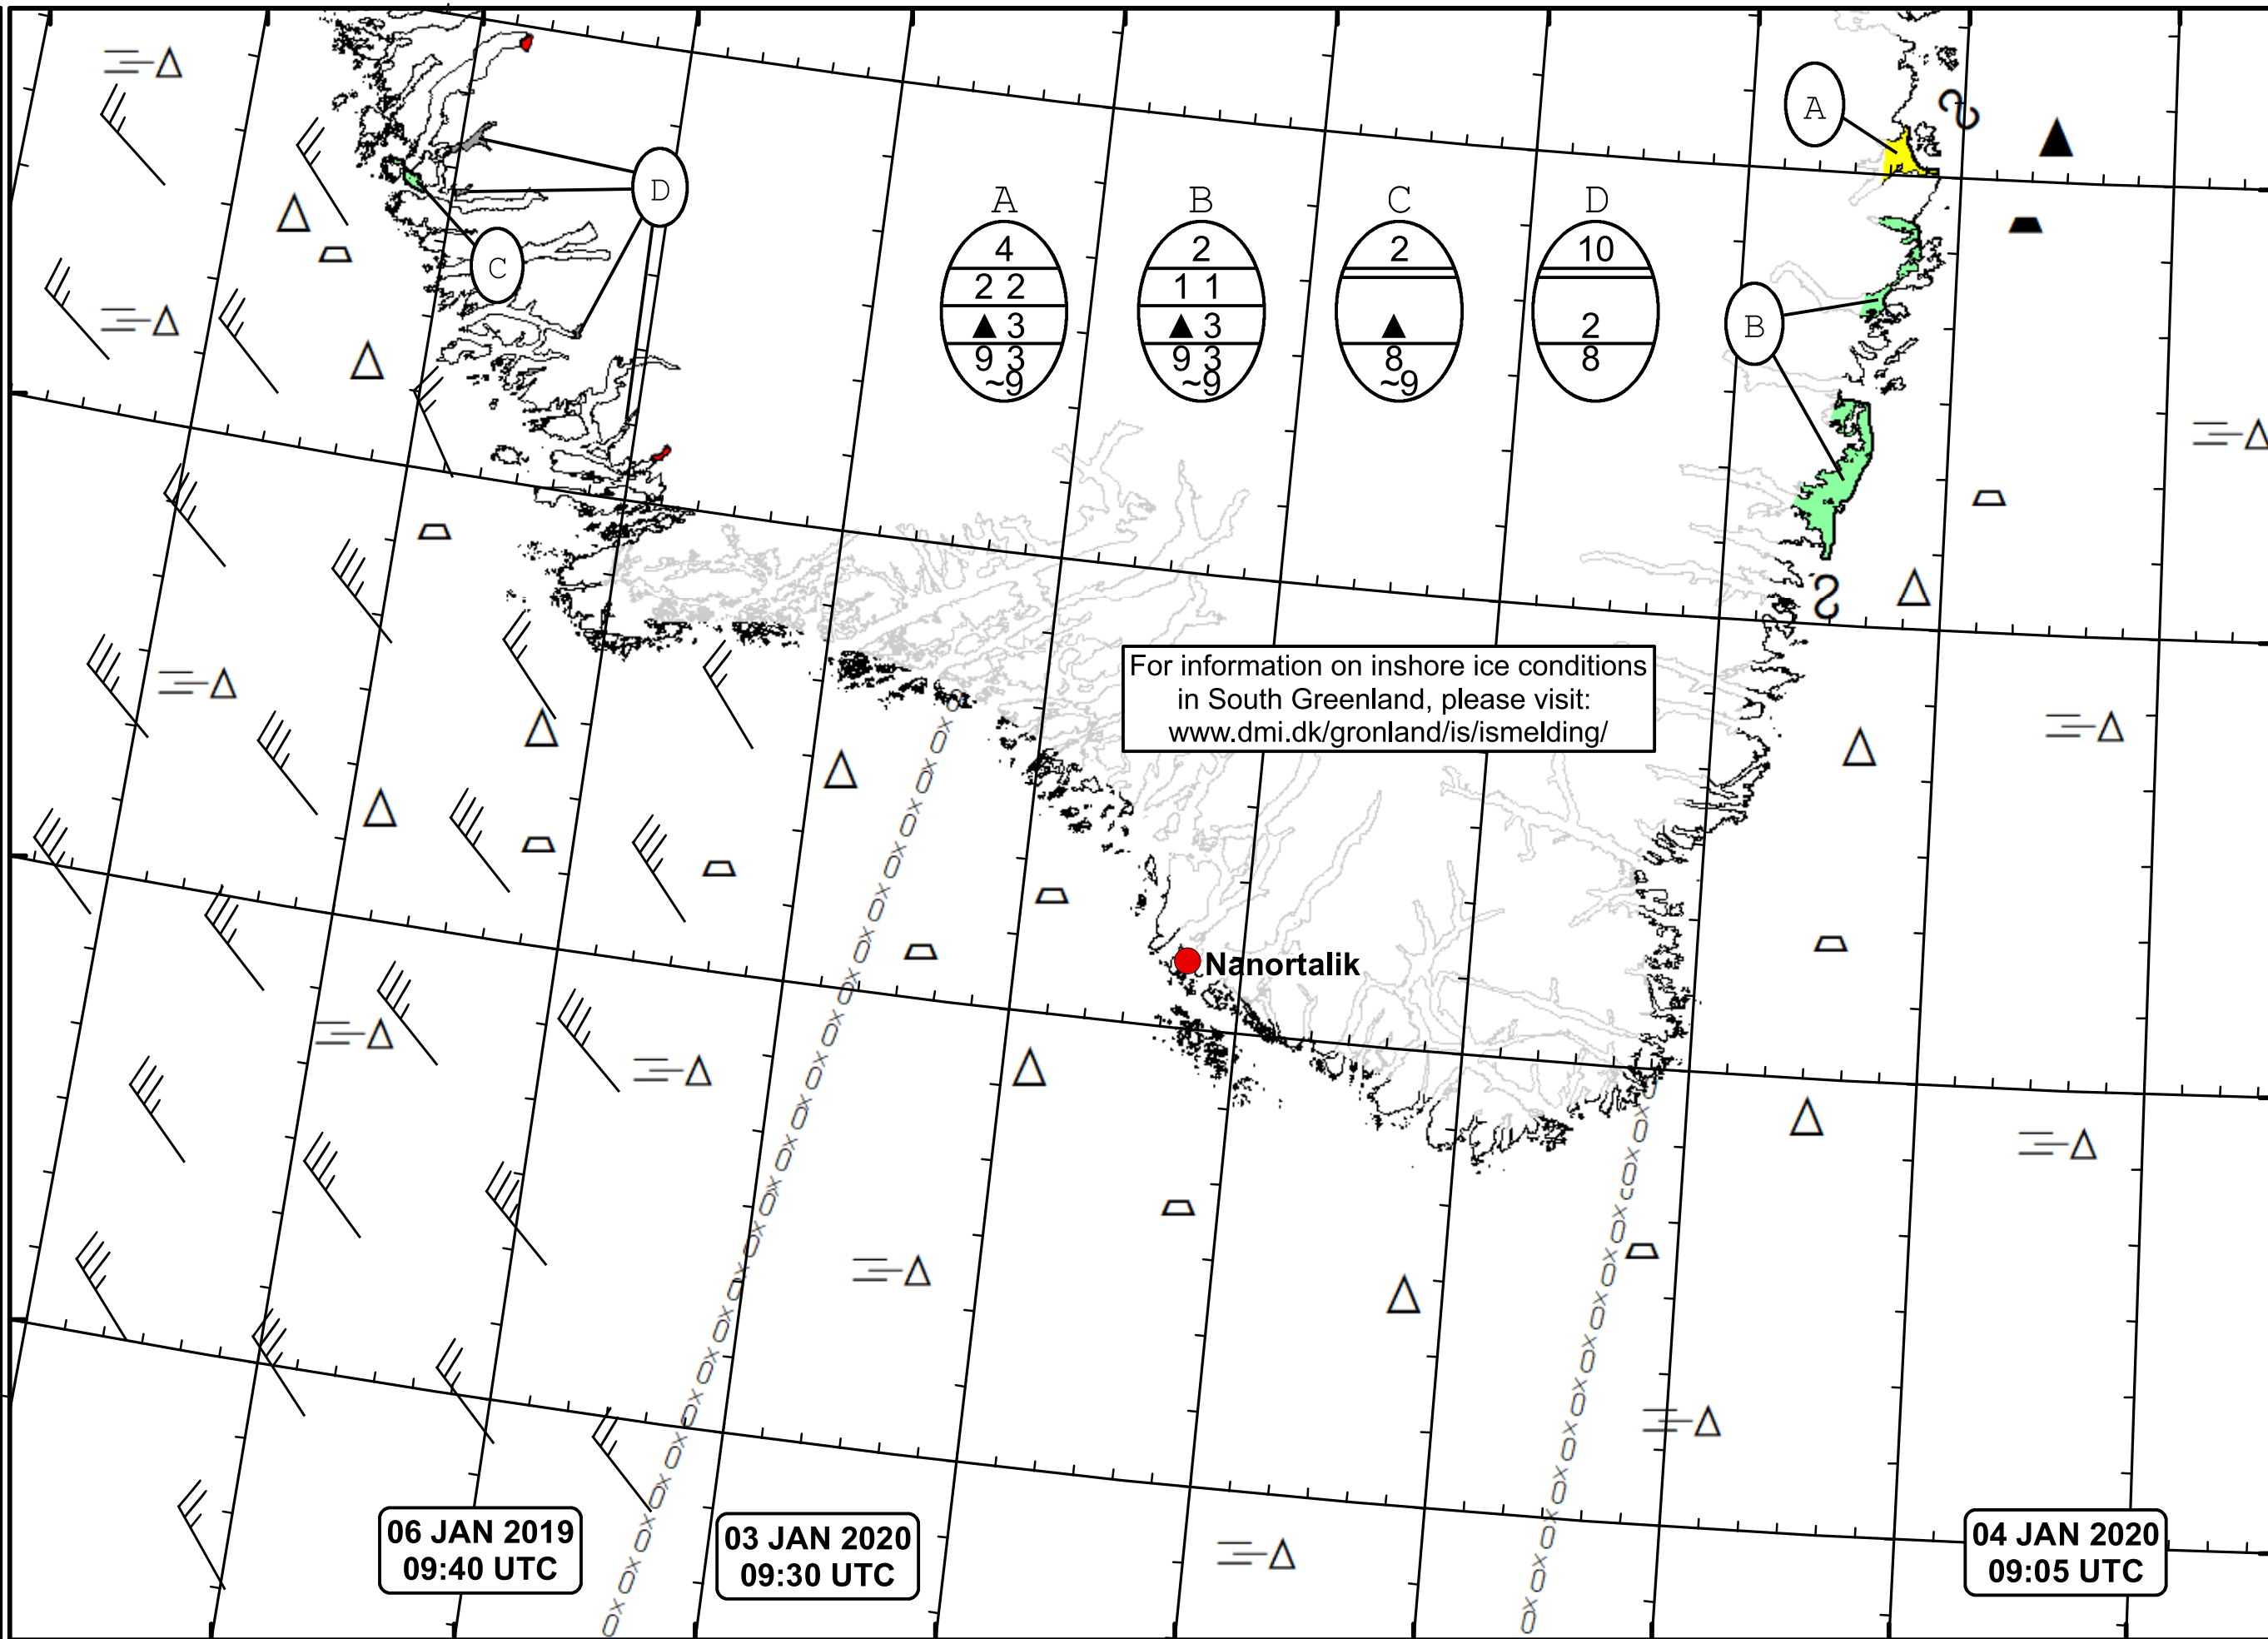 A
D
C
A B C D
4 2 2 10
2 2 1 1
▲ 3 ▲ 3 ▲ 2
9 3 9 3 8 8
~9 ~9 ~9
B
For information on inshore ice conditions
in South Greenland, please visit:
www.dmi.dk/gronland/is/ismelding/
Nanortalik
06 JAN 2019
09:40 UTC
03 JAN 2020
09:30 UTC
04 JAN 2020
09:05 UTC